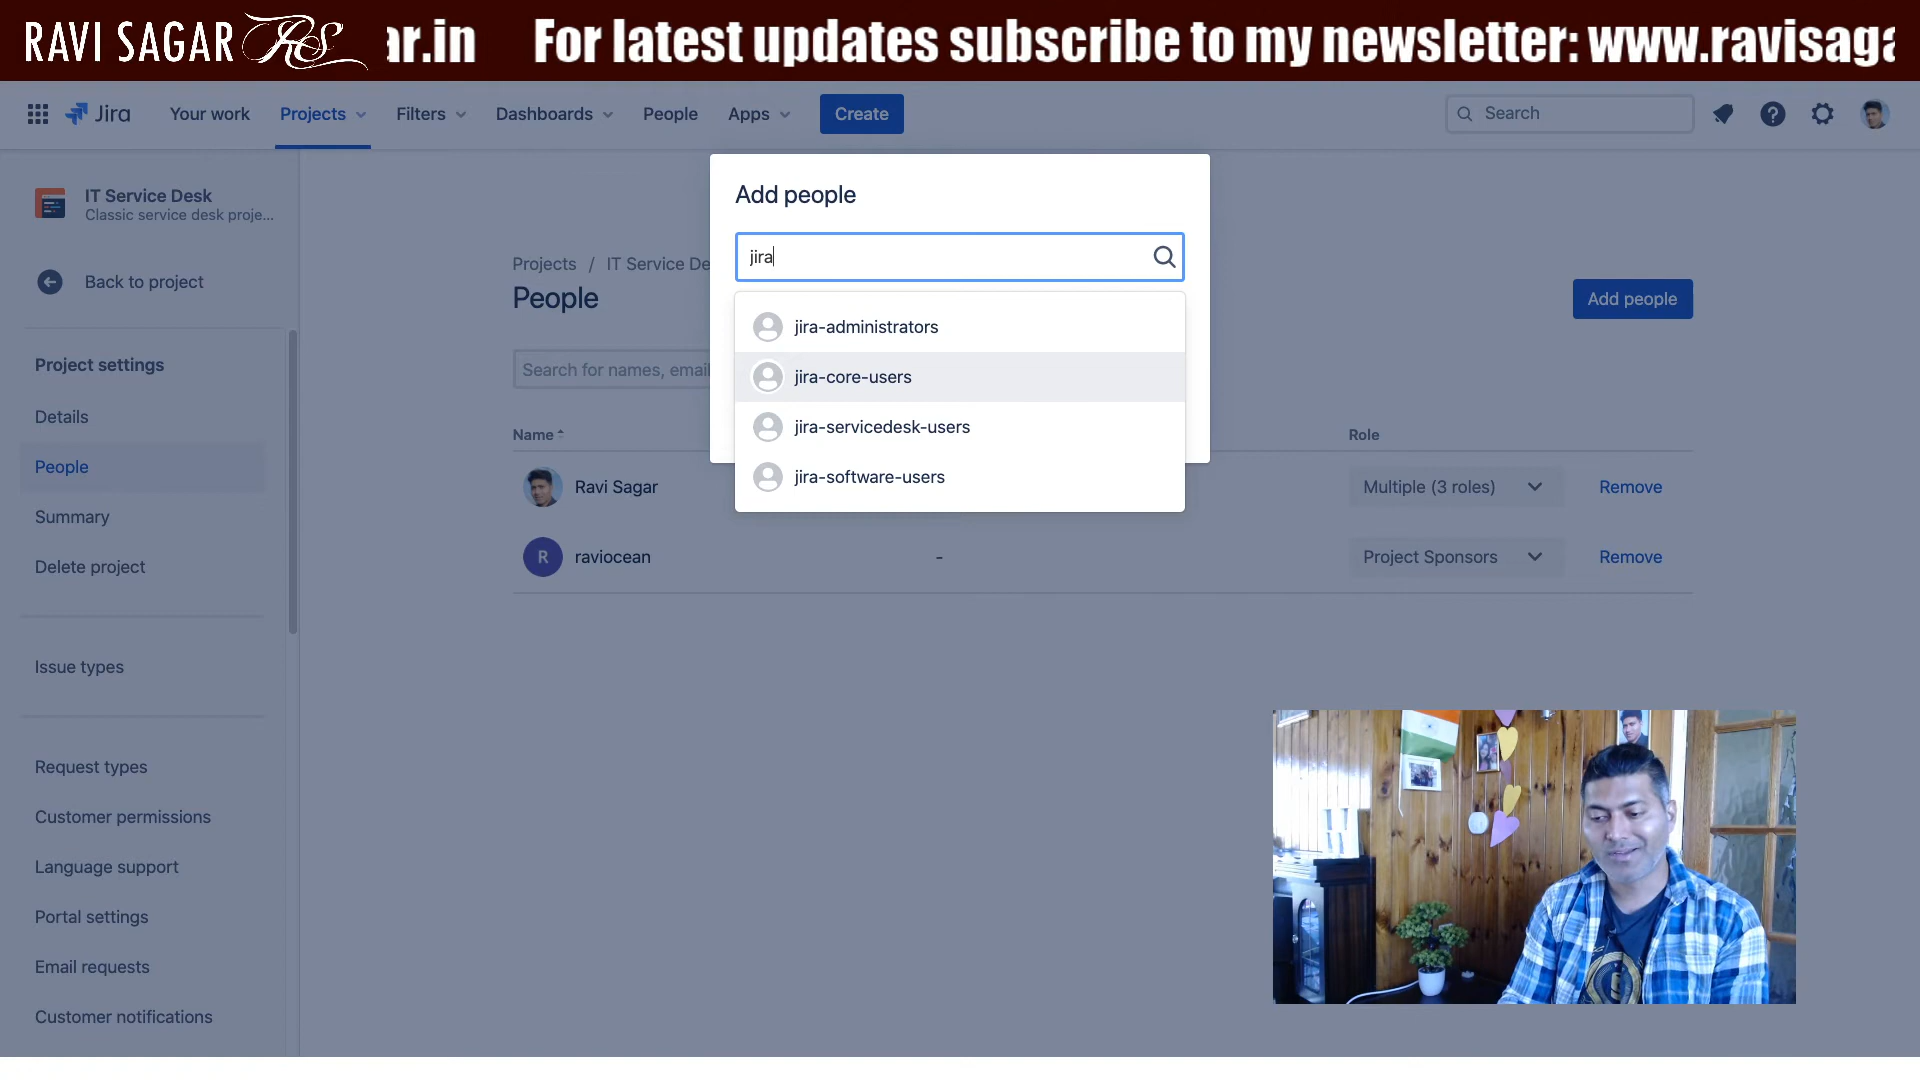 RAVI SAGAR RS
ar.in For latest updates subscribe to my newsletter: www.ravisaga
Jira
Your work
Projects
Filters
Dashboards
People
Apps
Create
Search
IT Service Desk
Classic service desk proje...
Back to project
Project settings
Details
People
Summary
Delete project
Issue types
Request types
Customer permissions
Language support
Portal settings
Email requests
Customer notifications
Projects / IT Service De
People
Add people
Search for names, email
Name
Role
Ravi Sagar
Multiple (3 roles)
Remove
R
raviocean
-
Project Sponsors
Remove
Add people
jira
jira-administrators
jira-core-users
jira-servicedesk-users
jira-software-users